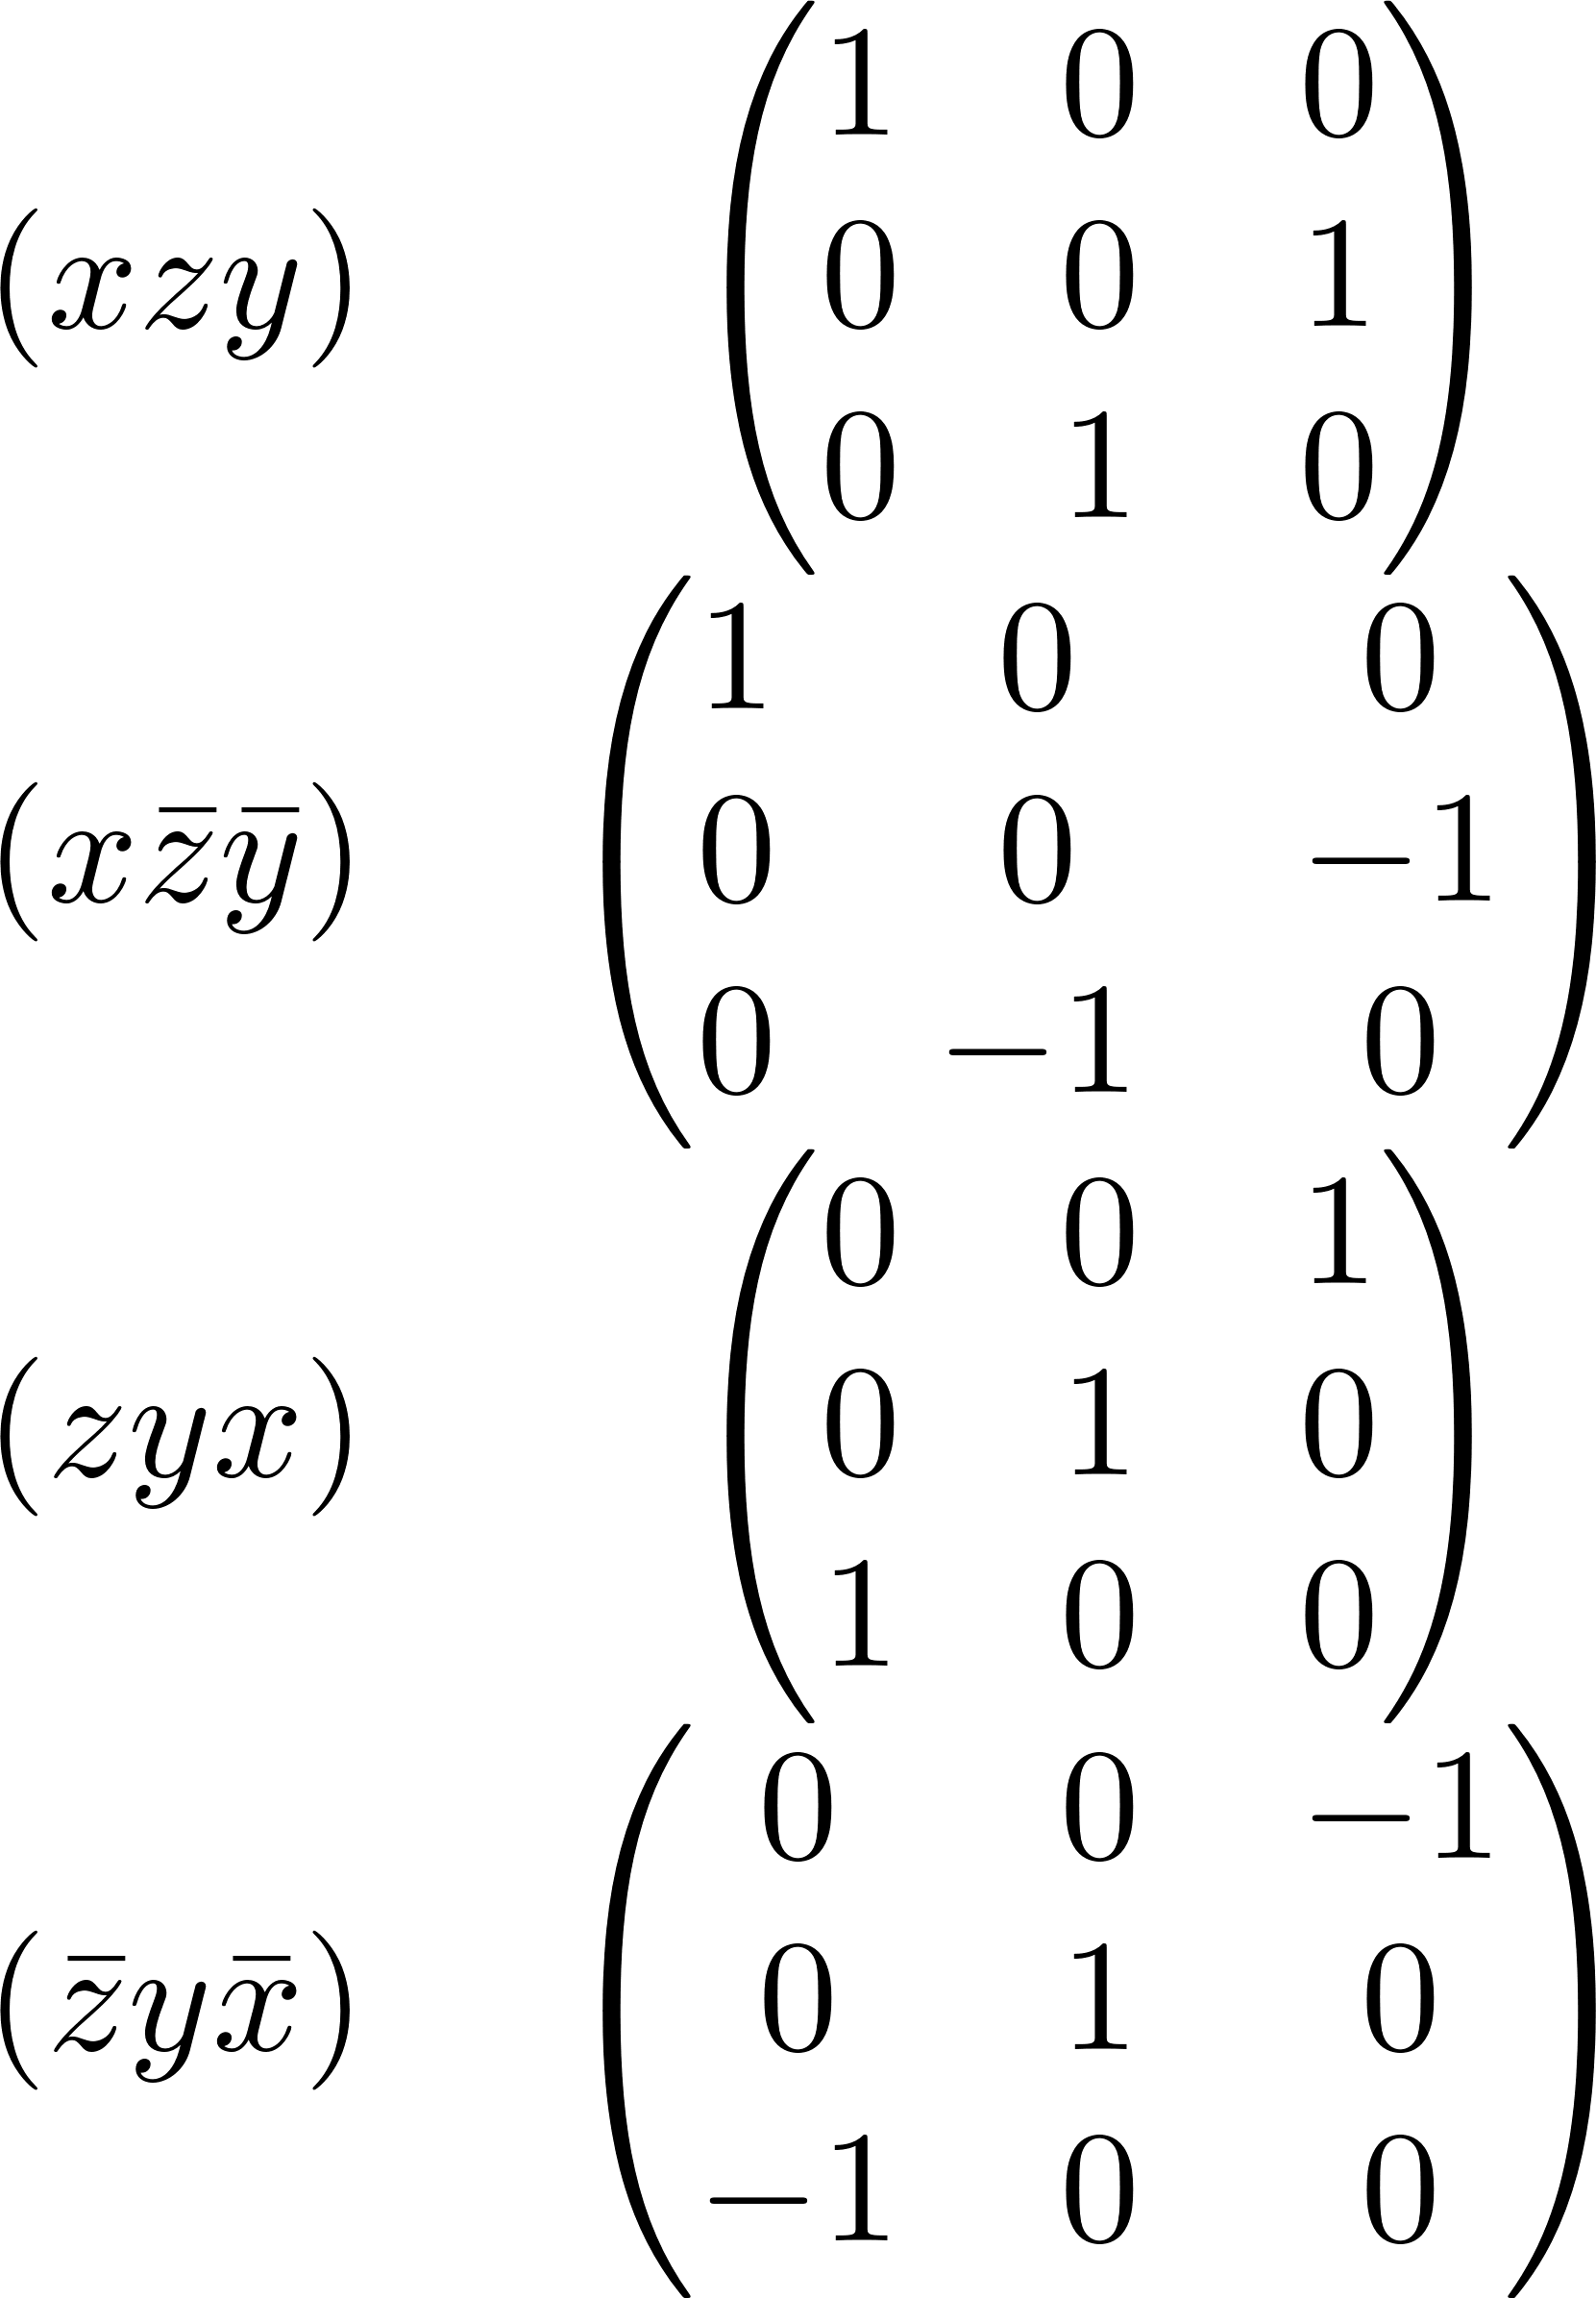 (xzy) ( 1 0 0
0 0 1
0 1 0 )
(xz̅y̅) ( 1 0 0
0 0 −1
0 −1 0 )
(zyx) ( 0 0 1
0 1 0
1 0 0 )
(z̅yx̅) ( 0 0 −1
0 1 0
−1 0 0 )